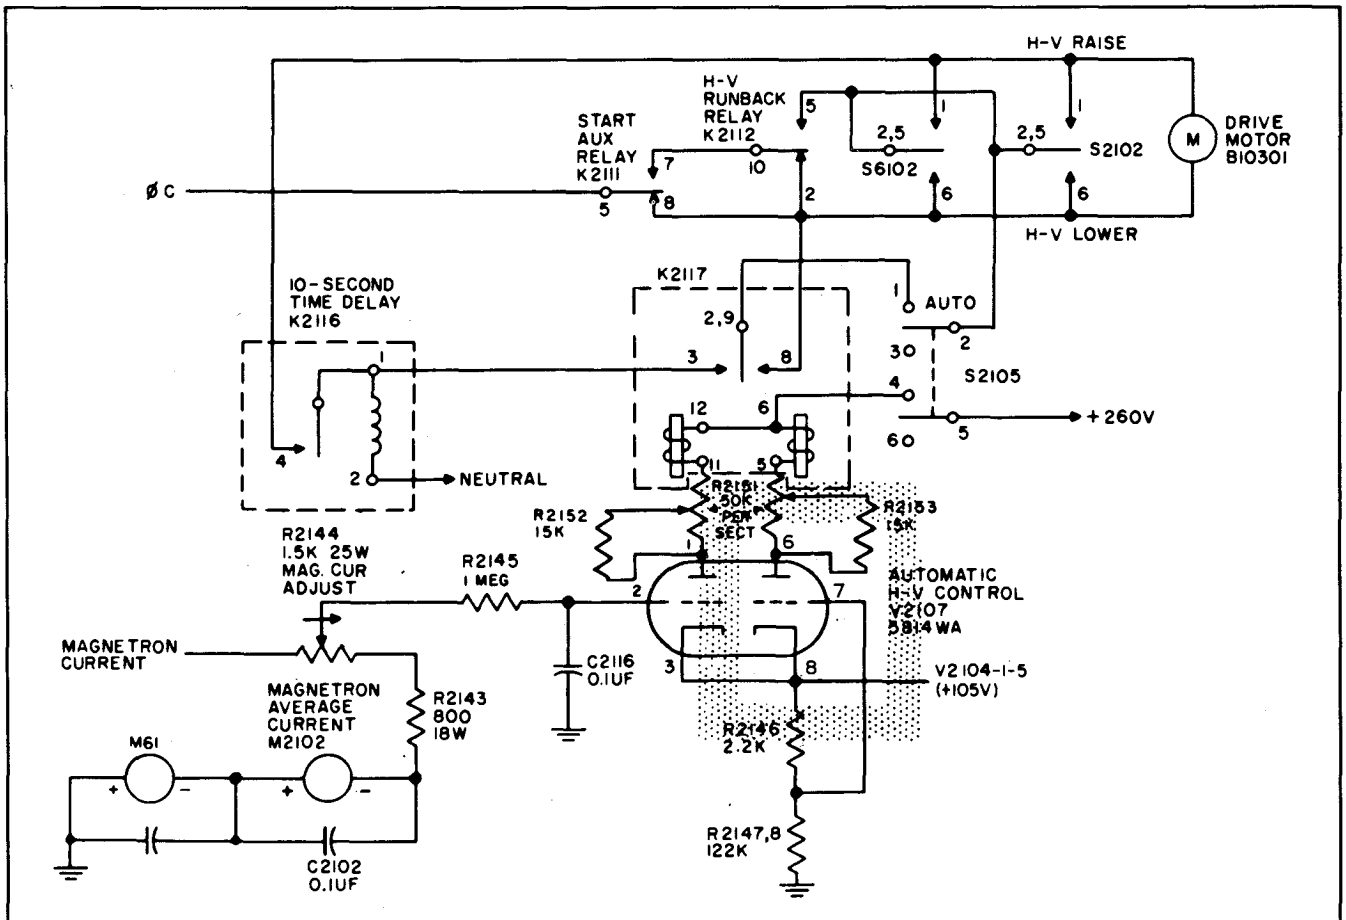 H-V RAISE
H-V
RUNBACK
RELAY
K2112
5
1
1
START
AUX
RELAY
K2111
7
10
2,5
S6102
2,5
S2102
M
DRIVE
MOTOR
B10301
ØC
5
8
2
6
6
H-V LOWER
K2117
10-SECOND
TIME DELAY
K2116
1
2,9
3
8
1
AUTO
2
3
S2105
4
12
6
4
5
+260V
6
2
NEUTRAL
11
5
R2151
50K
PER
SECT
R2152
15K
R2153
15K
R2144
1.5K 25W
MAG. CUR
ADJUST
R2145
1 MEG
1
6
2
7
AUTOMATIC
H-V CONTROL
V2107
5814WA
MAGNETRON
CURRENT
C2116
0.1UF
3
8
V2104-1-5
(+105V)
MAGNETRON
AVERAGE
CURRENT
M2102
R2143
800
18W
R2146
2.2K
M61
+
-
+
-
C2102
0.1UF
R2147,8
122K